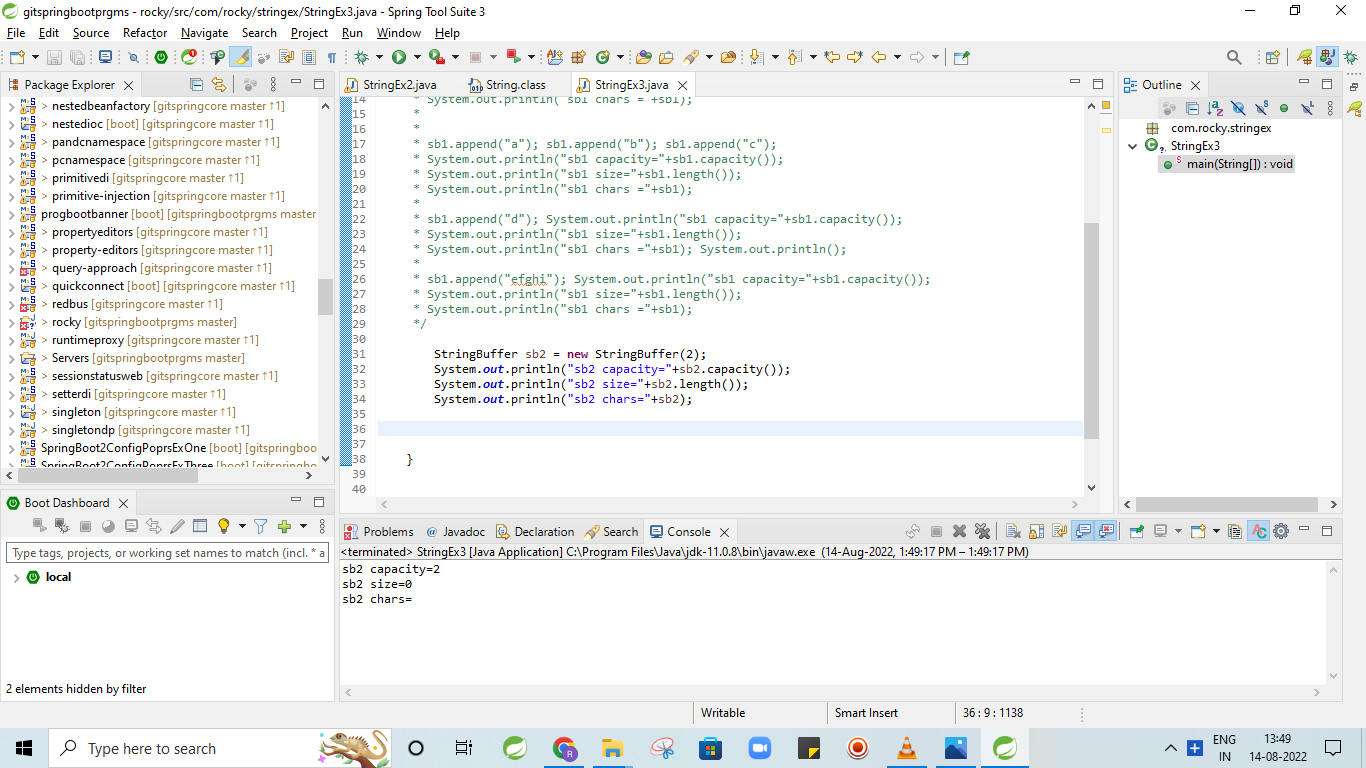 gitspringbootprgms - rocky/src/com/rocky/stringex/StringEx3.java - Spring Tool Suite 3
File Edit Source Refactor Navigate Search Project Run Window Help
Package Explorer
> nestedbeanfactory [gitspringcore master ↑1]
> nestedioc [boot] [gitspringcore master ↑1]
> pandcnamespace [gitspringcore master ↑1]
> pcnamespace [gitspringcore master ↑1]
> primitivedi [gitspringcore master ↑1]
> primitive-injection [gitspringcore master ↑1]
progbootbanner [boot] [gitspringbootprgms master
> propertyeditors [gitspringcore master ↑1]
> property-editors [gitspringcore master ↑1]
> query-approach [gitspringcore master ↑1]
> quickconnect [boot] [gitspringcore master ↑1]
> redbus [gitspringcore master ↑1]
> rocky [gitspringbootprgms master]
> runtimeproxy [gitspringcore master ↑1]
> Servers [gitspringbootprgms master]
> sessionstatusweb [gitspringcore master ↑1]
> setterdi [gitspringcore master ↑1]
> singleton [gitspringcore master ↑1]
> singletondp [gitspringcore master ↑1]
SpringBoot2ConfigPoprsExOne [boot] [gitspringboo
SpringBoot2ConfigPoprsExThree [boot] [gitspringbo
StringEx2.java String.class StringEx3.java
14 * System.out.println( sb1 chars = +sb1);
15 *
16 *
17 * sb1.append("a"); sb1.append("b"); sb1.append("c");
18 * System.out.println("sb1 capacity="+sb1.capacity());
19 * System.out.println("sb1 size="+sb1.length());
20 * System.out.println("sb1 chars ="+sb1);
21 *
22 * sb1.append("d"); System.out.println("sb1 capacity="+sb1.capacity());
23 * System.out.println("sb1 size="+sb1.length());
24 * System.out.println("sb1 chars ="+sb1); System.out.println();
25 *
26 * sb1.append("efghi"); System.out.println("sb1 capacity="+sb1.capacity());
27 * System.out.println("sb1 size="+sb1.length());
28 * System.out.println("sb1 chars ="+sb1);
29 */
30
31 StringBuffer sb2 = new StringBuffer(2);
32 System.out.println("sb2 capacity="+sb2.capacity());
33 System.out.println("sb2 size="+sb2.length());
34 System.out.println("sb2 chars="+sb2);
35
36
37
38 }
39
40
Outline
com.rocky.stringex
StringEx3
main(String[]) : void
Boot Dashboard
Type tags, projects, or working set names to match (incl. * a
local
2 elements hidden by filter
Problems @ Javadoc Declaration Search Console
<terminated> StringEx3 [Java Application] C:\Program Files\Java\jdk-11.0.8\bin\javaw.exe (14-Aug-2022, 1:49:17 PM – 1:49:17 PM)
sb2 capacity=2
sb2 size=0
sb2 chars=
Writable Smart Insert 36 : 9 : 1138
Type here to search
ENG
IN
13:49
14-08-2022